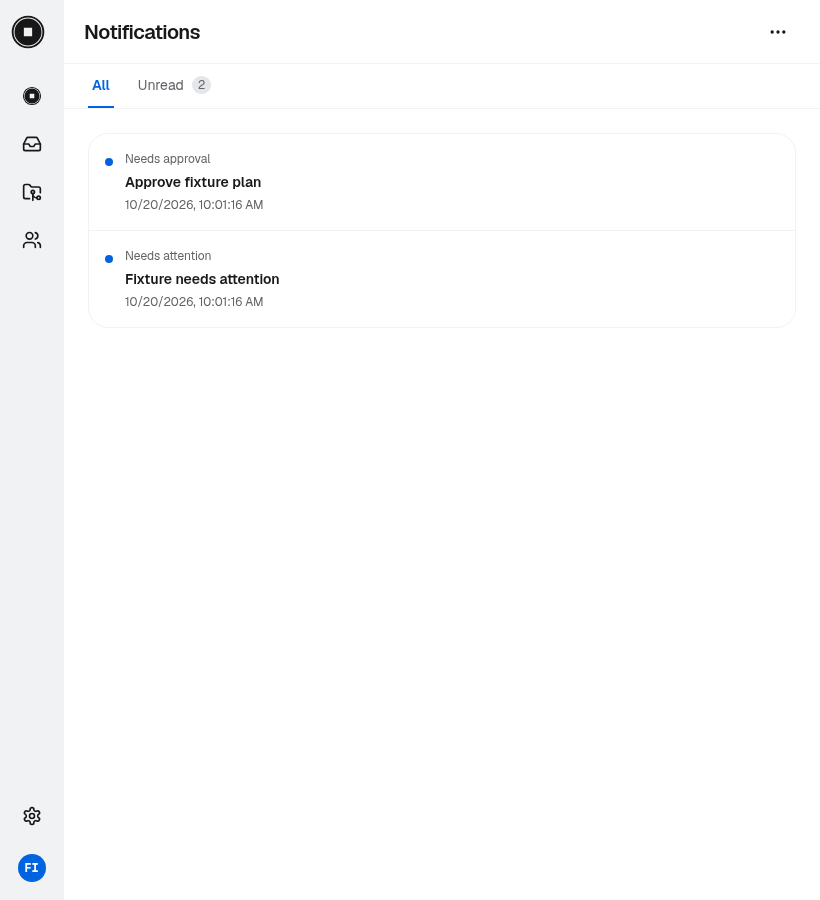 Notifications
All
Unread 2
Needs approval
Approve fixture plan
10/20/2026, 10:01:16 AM
Needs attention
Fixture needs attention
10/20/2026, 10:01:16 AM
FI